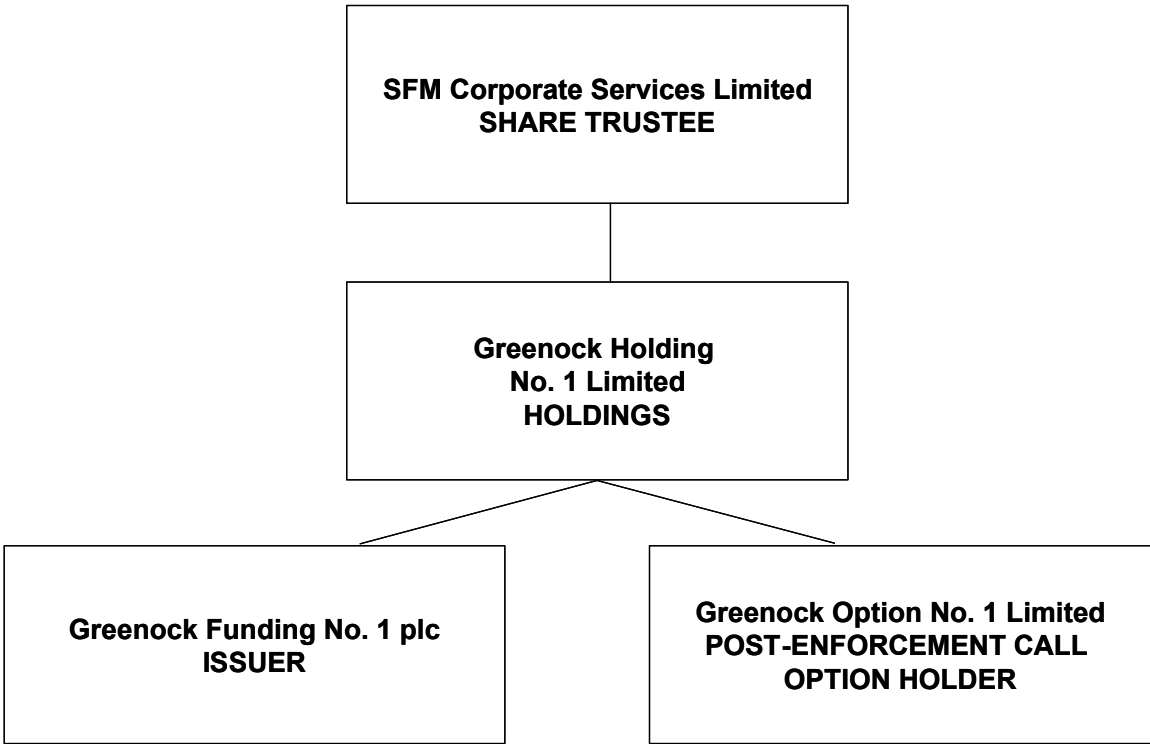 SFM Corporate Services Limited
SHARE TRUSTEE
Greenock Holding
No. 1 Limited
HOLDINGS
Greenock Funding No. 1 plc
ISSUER
Greenock Option No. 1 Limited
POST-ENFORCEMENT CALL
OPTION HOLDER